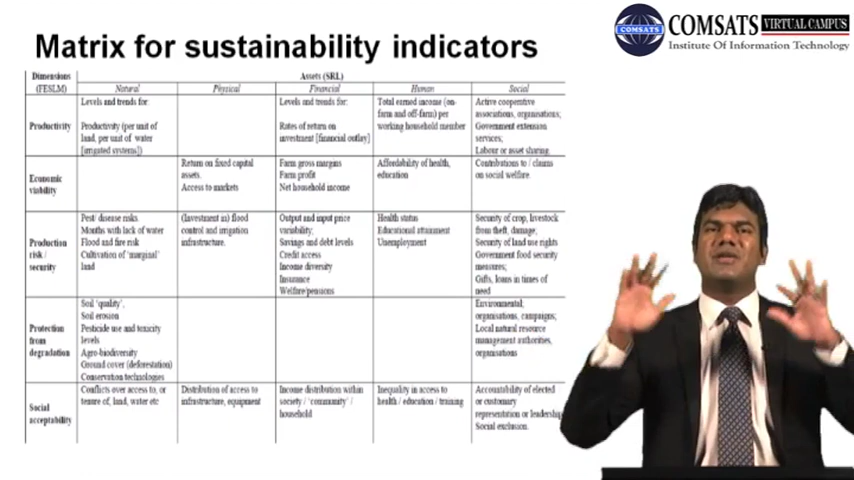 Matrix for sustainability indicators
COMSATS
COMSATS VIRTUAL CAMPUS
Institute Of Information Technology
Dimensions (FESLM)
Assets (SRL)
Natural
Physical
Financial
Human
Social
Productivity
Levels and trends for:
Productivity (per unit of
land, per unit of water
[irrigated systems])
Levels and trends for:
Rates of return on
investment [financial outlay]
Total earned income (on-
farm and off-farm) per
working household member
Active cooperative
associations, organisations;
Government extension
services;
Labour or asset sharing.
Economic
viability
Return on fixed capital
assets.
Access to markets
Farm gross margins
Farm profit
Net household income
Affordability of health,
education
Contributions to / claims
on social welfare.
Production
risk /
security
Pest/ disease risks.
Months with lack of water
Flood and fire risk
Cultivation of 'marginal'
land
(Investment in) flood
control and irrigation
infrastructure.
Output and input price
variability;
Savings and debt levels
Credit access
Income diversity
Insurance
Welfare/pensions
Health status
Educational attainment
Unemployment
Security of crop, livestock
from theft, damage;
Security of land use rights
Government food security
measures;
Gifts, loans in times of
need
Protection
from
degradation
Soil 'quality',
Soil erosion
Pesticide use and toxicity
levels
Agro-biodiversity
Ground cover (deforestation)
Conservation technologies
Environmental;
organisations, campaigns;
Local natural resource
management authorities,
organisations
Social
acceptability
Conflicts over access to, or
tenure of, land, water etc
Distribution of access to
infrastructure, equipment
Income distribution within
society / 'community' /
household
Inequality in access to
health / education / training
Accountability of elected
or customary
representation or leadership
Social exclusion.